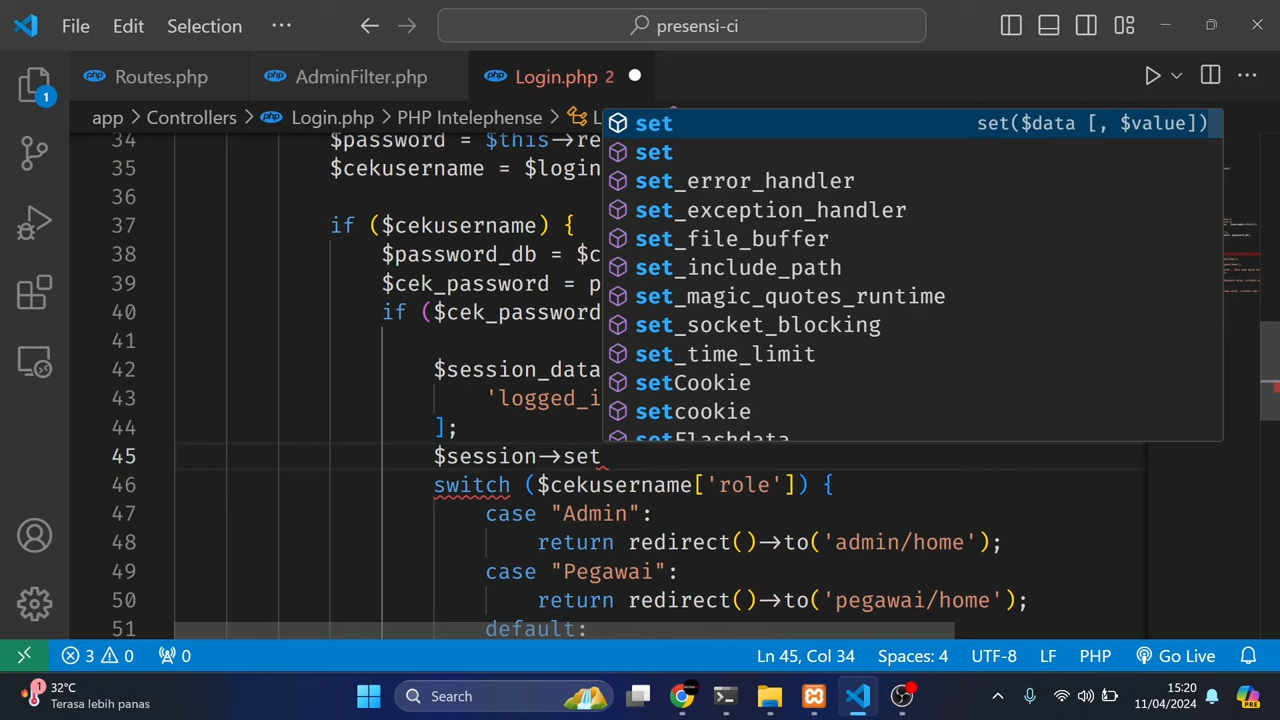 File Edit Selection ··· presensi-ci
Routes.php AdminFilter.php Login.php 2
app > Controllers > Login.php > PHP Intelephense > L
34 $password = $this->re
35 $cekusername = $login
36
37 if ($cekusername) {
38 $password_db = $c
39 $cek_password = p
40 if ($cek_password
41
42 $session_data
43 'logged_i
44 ];
45 $session->set
46 switch ($cekusername['role']) {
47 case "Admin":
48 return redirect()->to('admin/home');
49 case "Pegawai":
50 return redirect()->to('pegawai/home');
51 default:
set set($data [, $value])
set
set_error_handler
set_exception_handler
set_file_buffer
set_include_path
set_magic_quotes_runtime
set_socket_blocking
set_time_limit
setCookie
setcookie
setFlashdata
1
3 0 0 Ln 45, Col 34 Spaces: 4 UTF-8 LF PHP Go Live
1 32°C
Terasa lebih panas
Search
15:20
11/04/2024
PRE